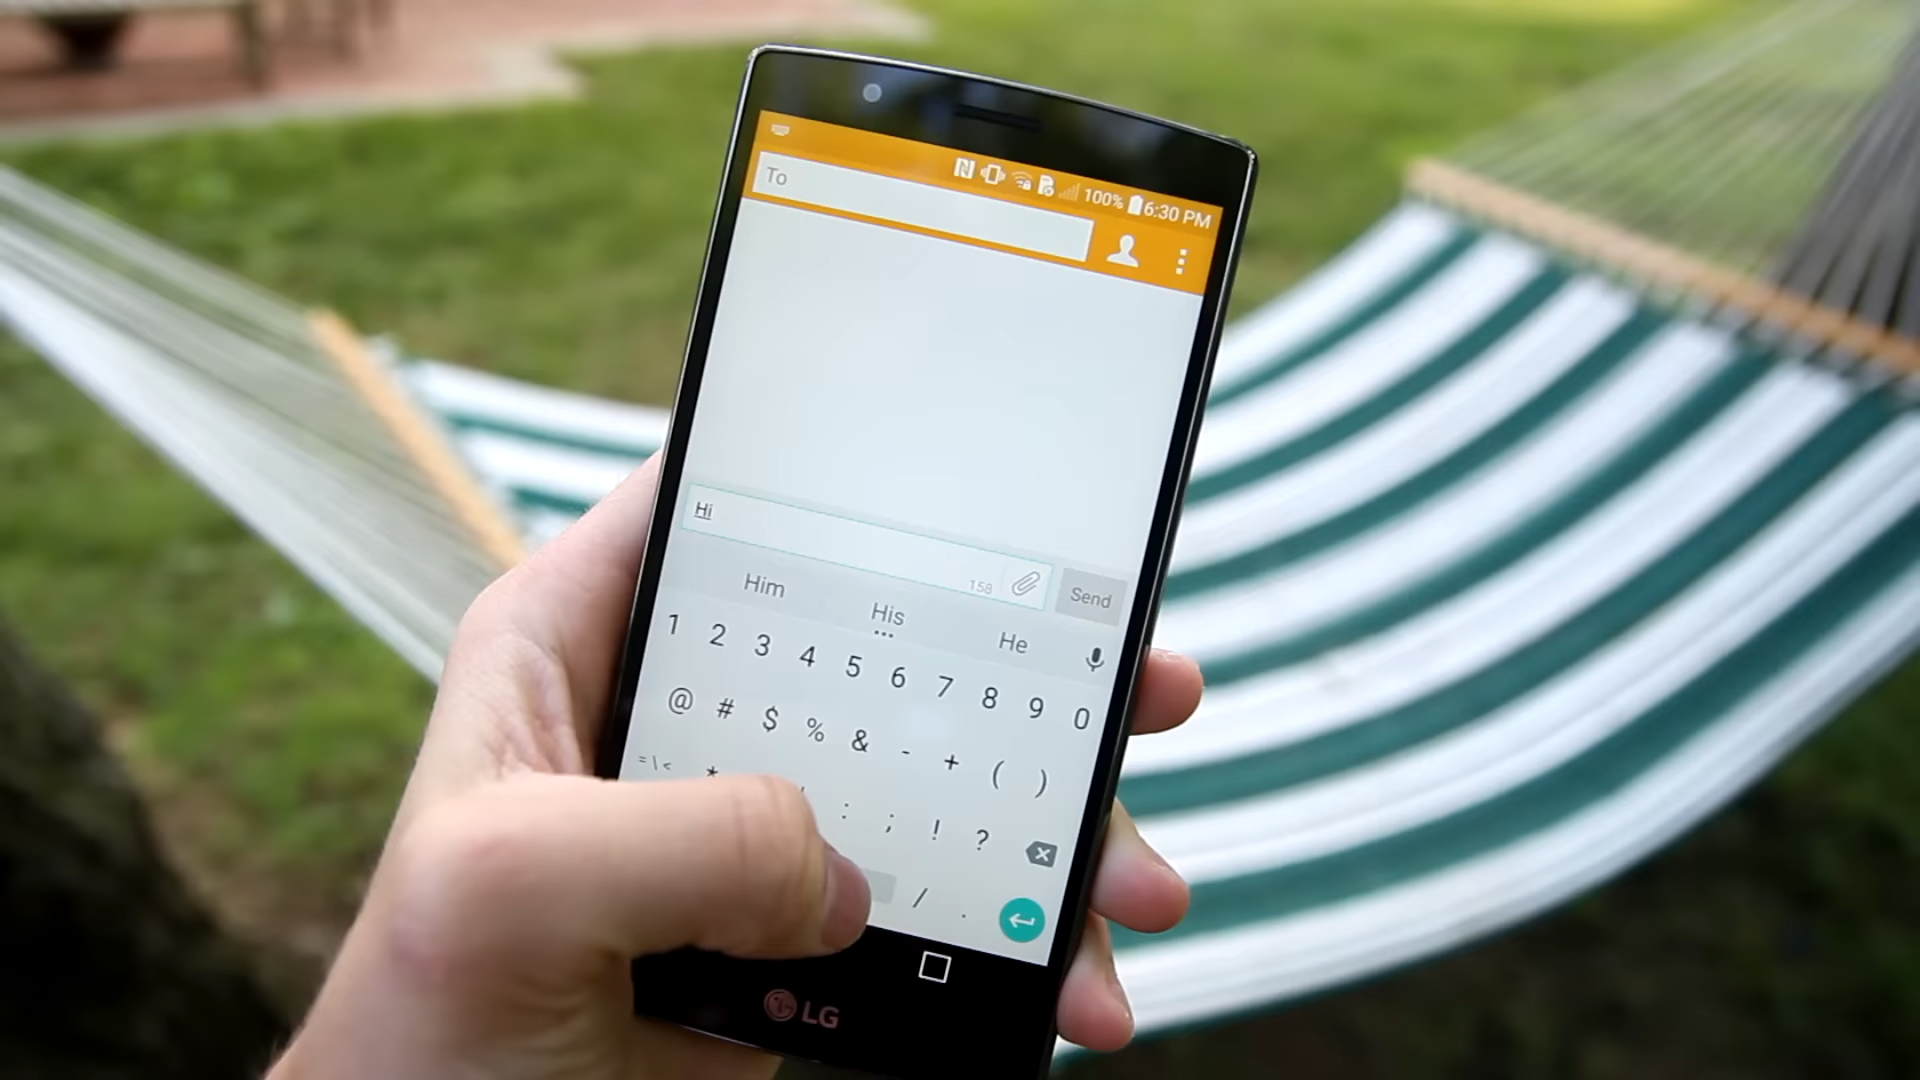 100% 6:30 PM
To
Hi
158
Send
Him His He
1 2 3 4 5 6 7 8 9 0
@ # $ % & - + ( )
= \ < * : ; ! ?
/ .
LG